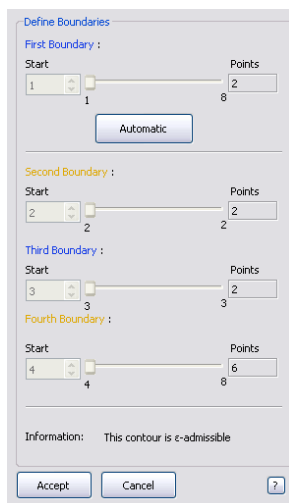 Define Boundaries
First Boundary :
Start Points
1 2
1 8
Automatic
Second Boundary :
Start Points
2 2
2 2
Third Boundary :
Start Points
3 2
3 3
Fourth Boundary :
Start Points
4 6
4 8
Information: This contour is ε-admissible
Accept Cancel ?